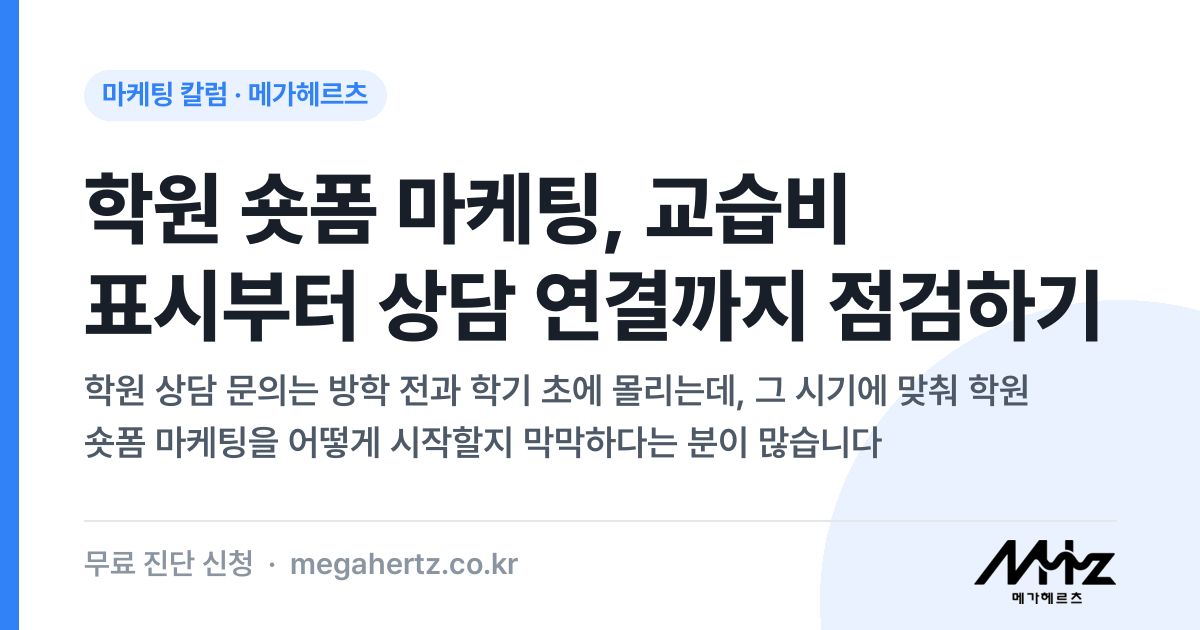 마케팅 칼럼 · 메가헤르츠
학원 숏폼 마케팅, 교습비
표시부터 상담 연결까지 점검하기
학원 상담 문의는 방학 전과 학기 초에 몰리는데, 그 시기에 맞춰 학원
숏폼 마케팅을 어떻게 시작할지 막막하다는 분이 많습니다
무료 진단 신청 · megahertz.co.kr
MHz
메가헤르츠